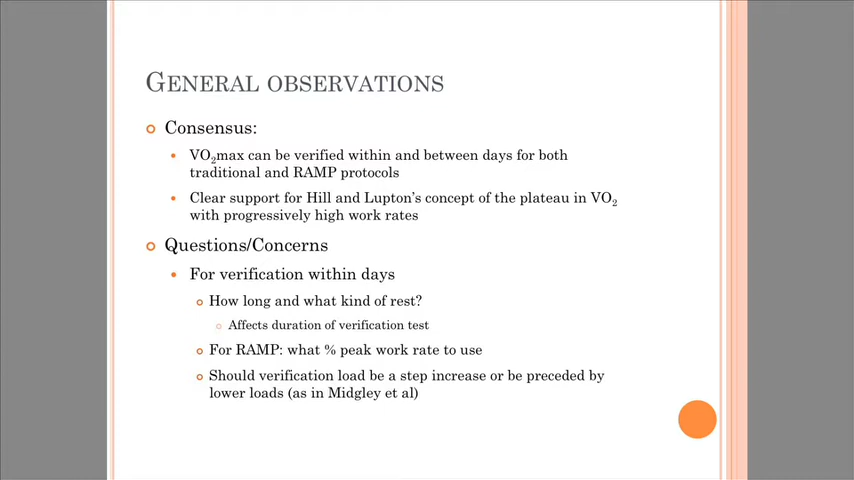 GENERAL OBSERVATIONS
Consensus:
VO2max can be verified within and between days for both
traditional and RAMP protocols
Clear support for Hill and Lupton's concept of the plateau in VO2
with progressively high work rates
Questions/Concerns
For verification within days
How long and what kind of rest?
Affects duration of verification test
For RAMP: what % peak work rate to use
Should verification load be a step increase or be preceded by
lower loads (as in Midgley et al)